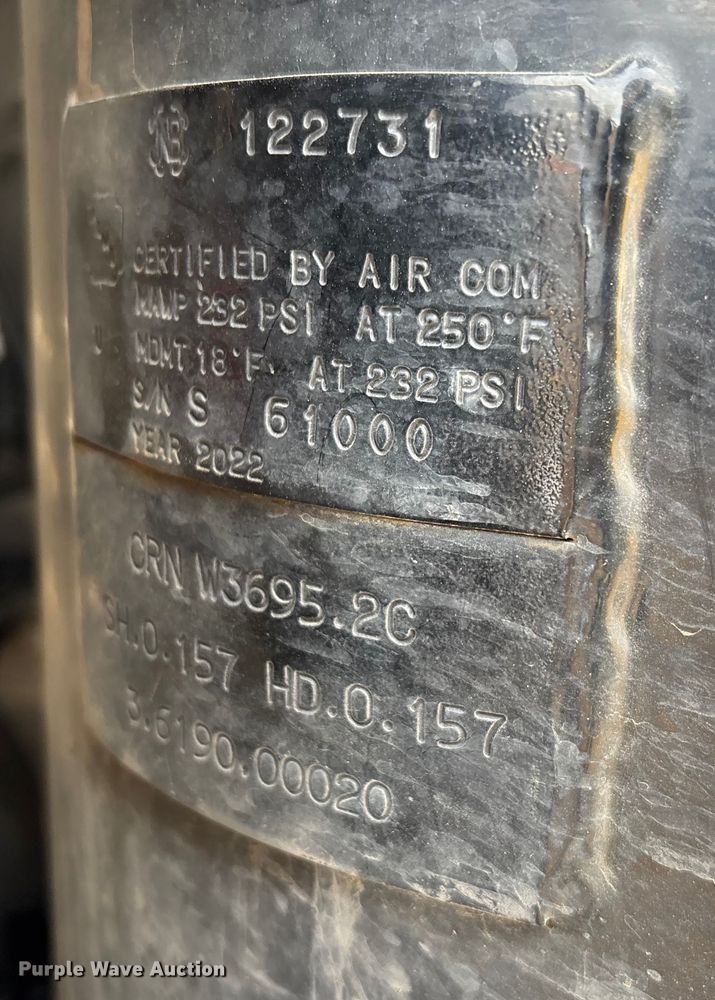 NB 122731
CERTIFIED BY AIR COM
MAWP 232 PSI AT 250°F
U MDMT 18°F AT 232 PSI
S/N S 61000
YEAR 2022
CRN W3695.2C
SH.0.157 HD.0.157
3.6190.00020
Purple Wave Auction